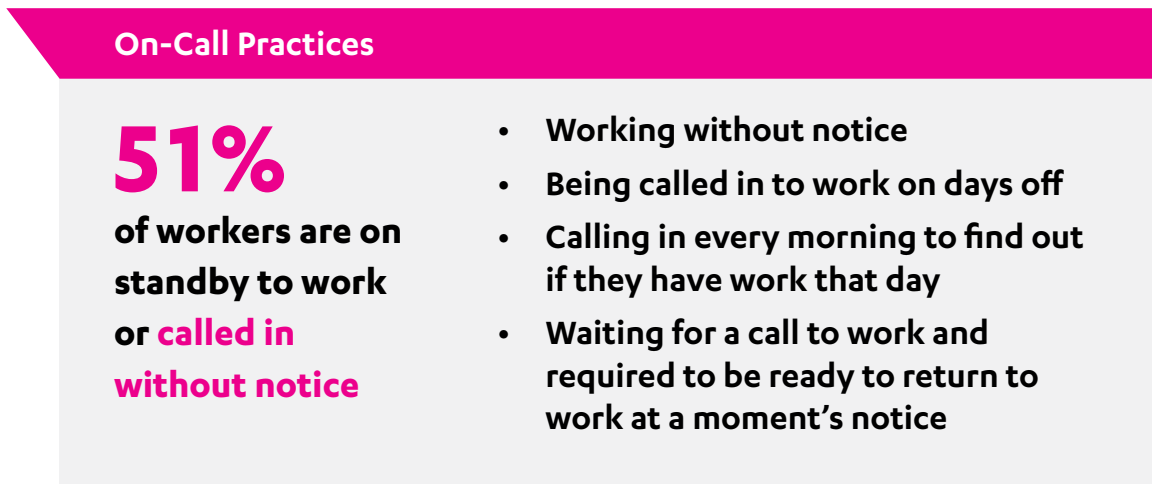 On-Call Practices
51%
of workers are on
standby to work
or called in
without notice
• Working without notice
• Being called in to work on days off
• Calling in every morning to find out
if they have work that day
• Waiting for a call to work and
required to be ready to return to
work at a moment’s notice